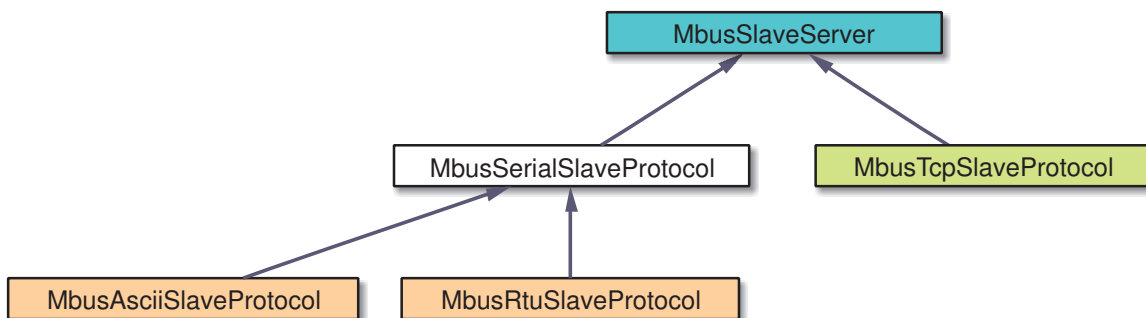 MbusSlaveServer
MbusSerialSlaveProtocol
MbusTcpSlaveProtocol
MbusAsciiSlaveProtocol
MbusRtuSlaveProtocol